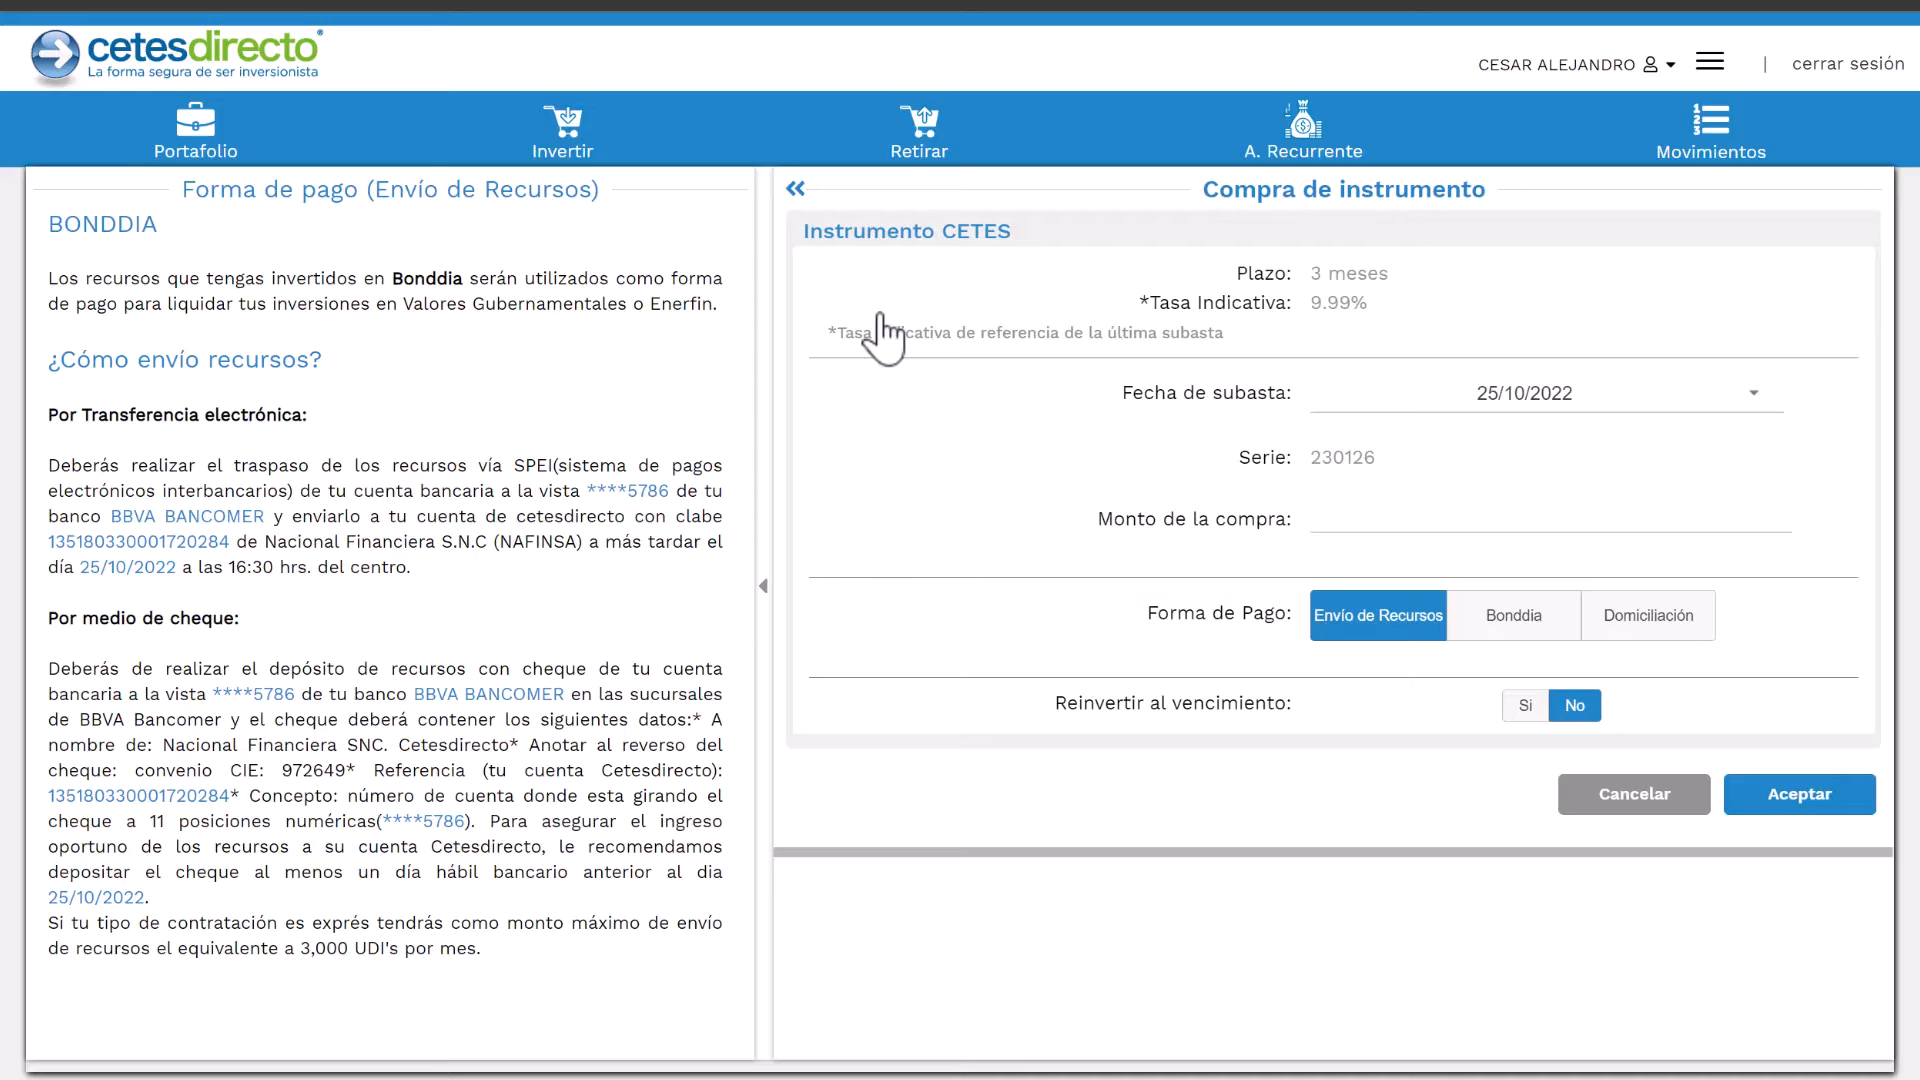 cetesdirecto®
La forma segura de ser inversionista
CESAR ALEJANDRO
| cerrar sesión
Portafolio
Invertir
Retirar
A. Recurrente
Movimientos
Forma de pago (Envío de Recursos)
BONDDIA
Los recursos que tengas invertidos en Bonddia serán utilizados como forma
de pago para liquidar tus inversiones en Valores Gubernamentales o Enerfin.
¿Cómo envío recursos?
Por Transferencia electrónica:
Deberás realizar el traspaso de los recursos vía SPEI(sistema de pagos
electrónicos interbancarios) de tu cuenta bancaria a la vista ****5786 de tu
banco BBVA BANCOMER y enviarlo a tu cuenta de cetesdirecto con clabe
135180330001720284 de Nacional Financiera S.N.C (NAFINSA) a más tardar el
día 25/10/2022 a las 16:30 hrs. del centro.
Por medio de cheque:
Deberás de realizar el depósito de recursos con cheque de tu cuenta
bancaria a la vista ****5786 de tu banco BBVA BANCOMER en las sucursales
de BBVA Bancomer y el cheque deberá contener los siguientes datos:* A
nombre de: Nacional Financiera SNC. Cetesdirecto* Anotar al reverso del
cheque: convenio CIE: 972649* Referencia (tu cuenta Cetesdirecto):
135180330001720284* Concepto: número de cuenta donde esta girando el
cheque a 11 posiciones numéricas(****5786). Para asegurar el ingreso
oportuno de los recursos a su cuenta Cetesdirecto, le recomendamos
depositar el cheque al menos un día hábil bancario anterior al dia
25/10/2022.
Si tu tipo de contratación es exprés tendrás como monto máximo de envío
de recursos el equivalente a 3,000 UDI's por mes.
Compra de instrumento
Instrumento CETES
Plazo: 3 meses
*Tasa Indicativa: 9.99%
*Tasa de referencia de la última subasta
Fecha de subasta: 25/10/2022
Serie: 230126
Monto de la compra:
Forma de Pago: Envío de Recursos Bonddia Domiciliación
Reinvertir al vencimiento: Si No
Cancelar Aceptar